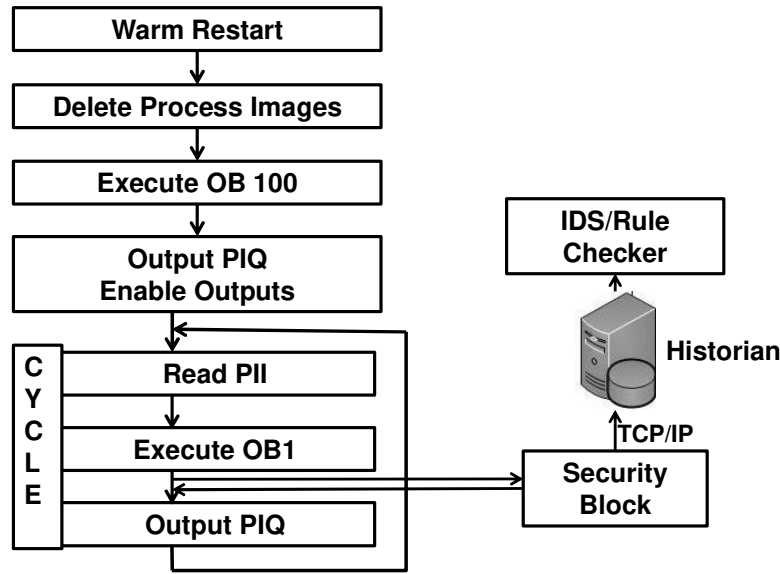 Warm Restart
Delete Process Images
Execute OB 100
Output PIQ
Enable Outputs
CYCLE
Read PII
Execute OB1
Output PIQ
IDS/Rule
Checker
Historian
TCP/IP
Security
Block